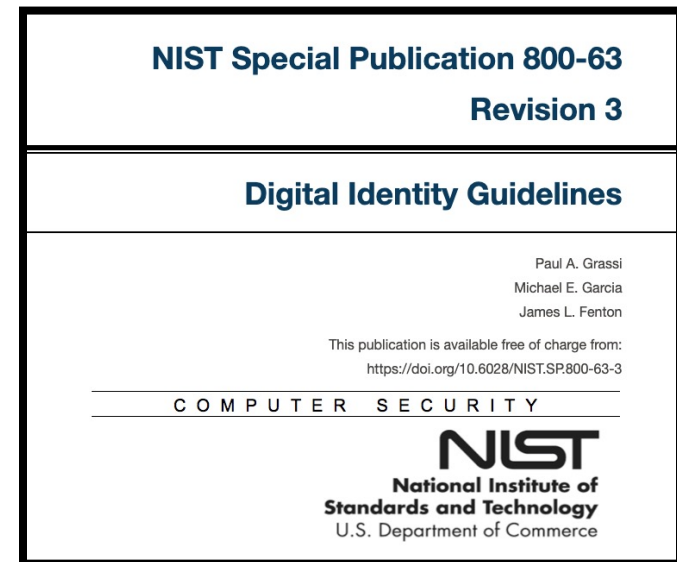 NIST Special Publication 800-63
Revision 3
Digital Identity Guidelines
Paul A. Grassi
Michael E. Garcia
James L. Fenton
This publication is available free of charge from:
https://doi.org/10.6028/NIST.SP.800-63-3
COMPUTER SECURITY
NIST
National Institute of
Standards and Technology
U.S. Department of Commerce